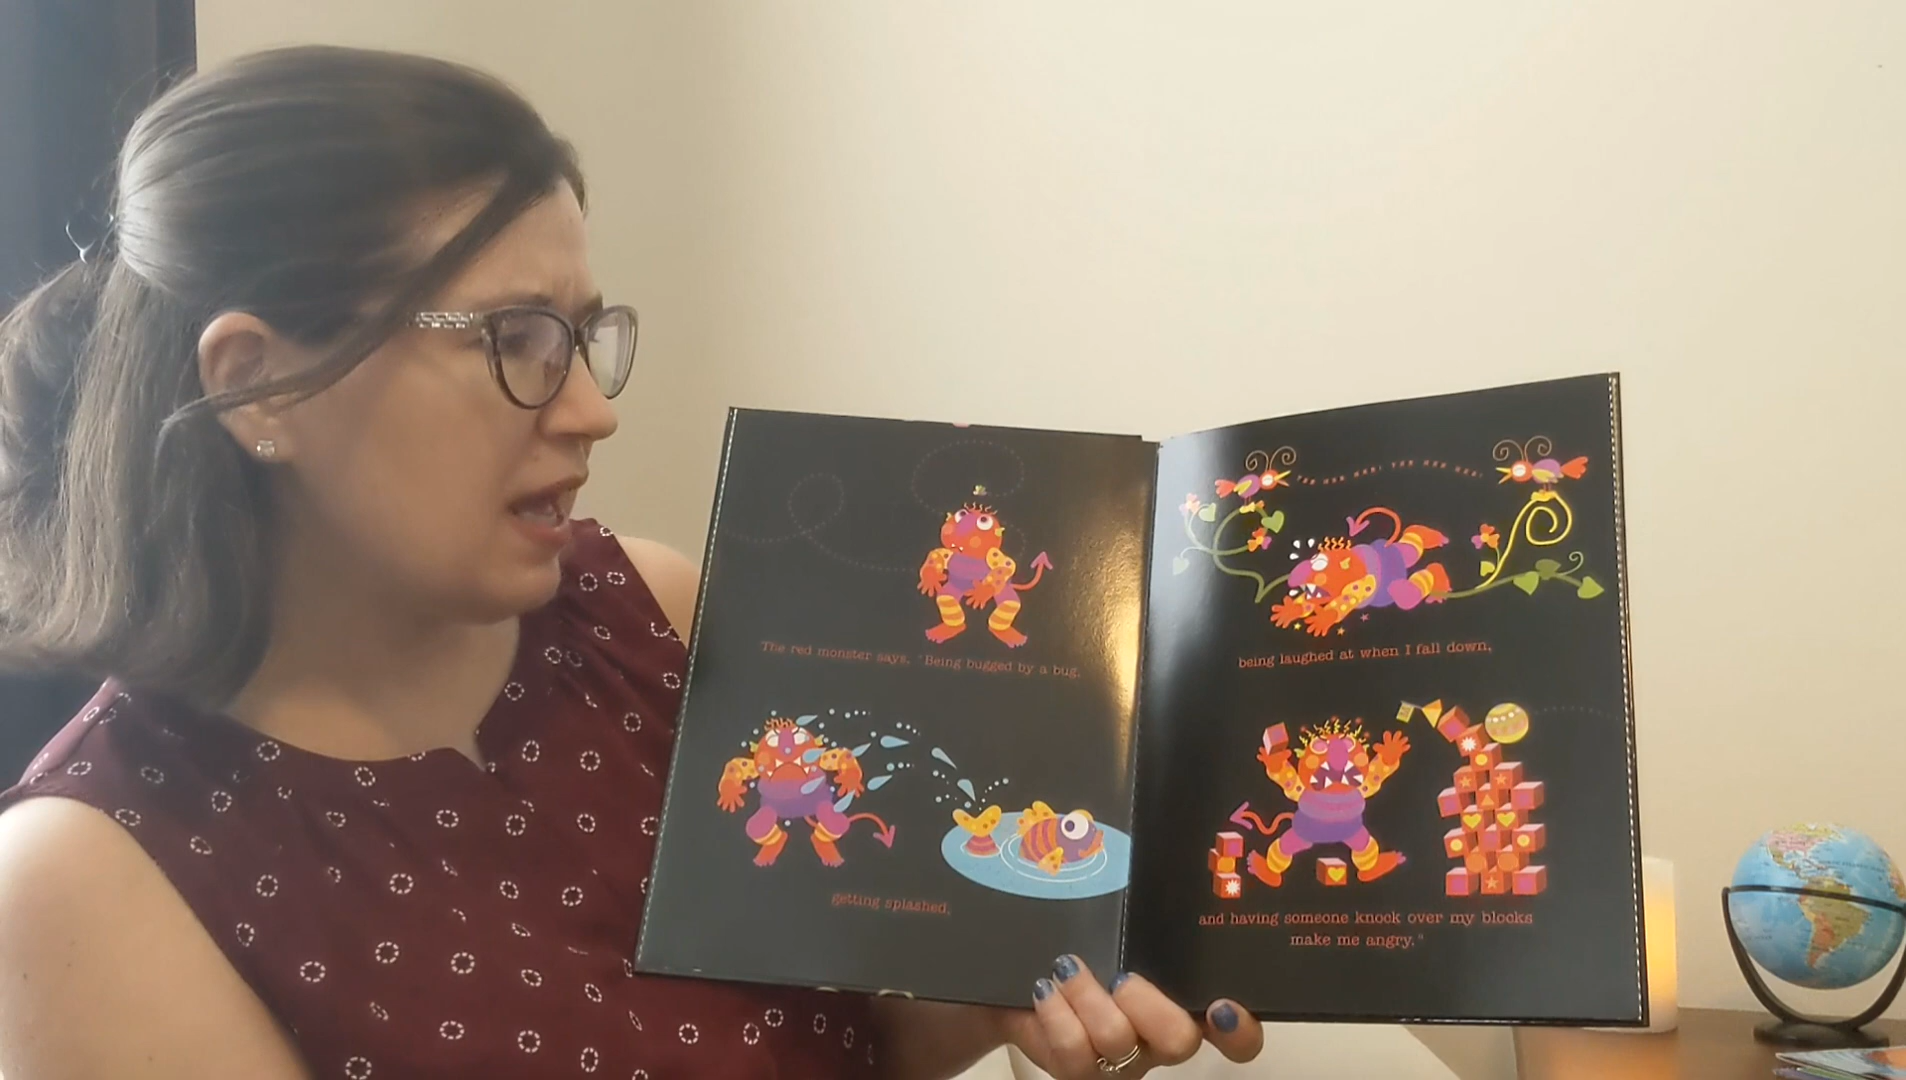 The red monster says, "Being bugged by a bug,
getting splashed,
being laughed at when I fall down,
and having someone knock over my blocks
make me angry."